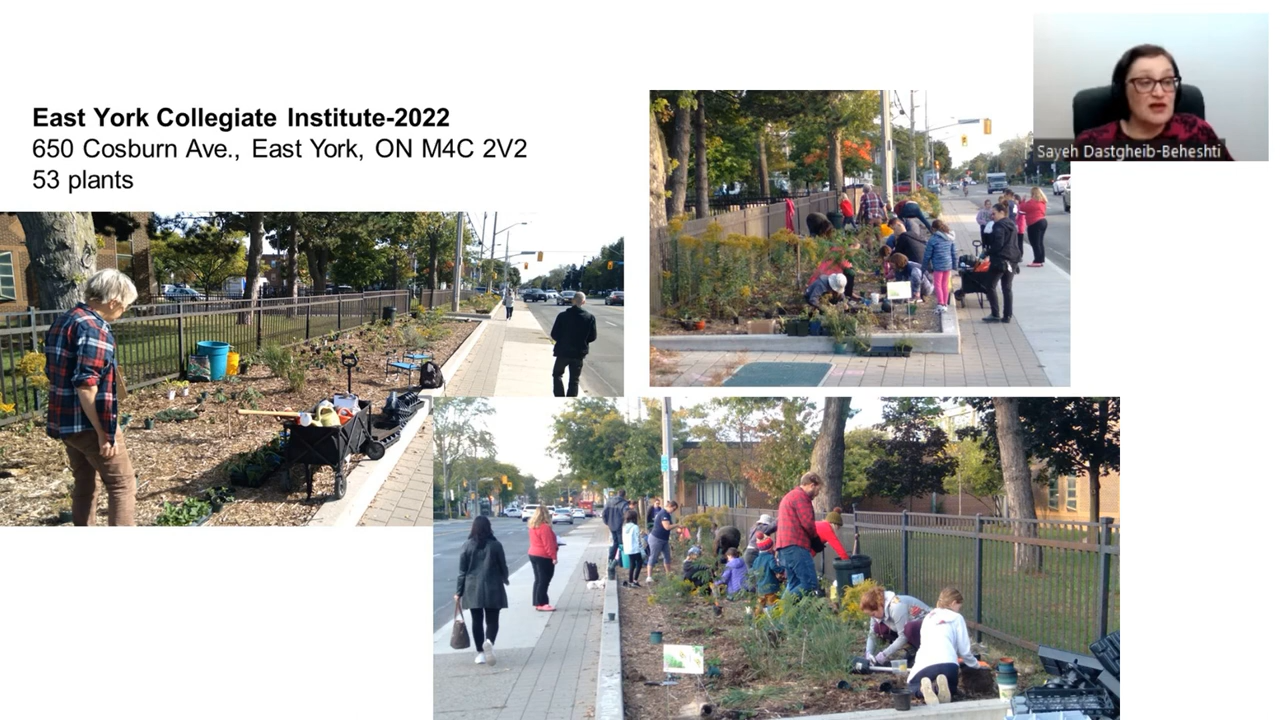 East York Collegiate Institute-2022
650 Cosburn Ave., East York, ON M4C 2V2
53 plants
Sayeh Dastgheib-Beheshti